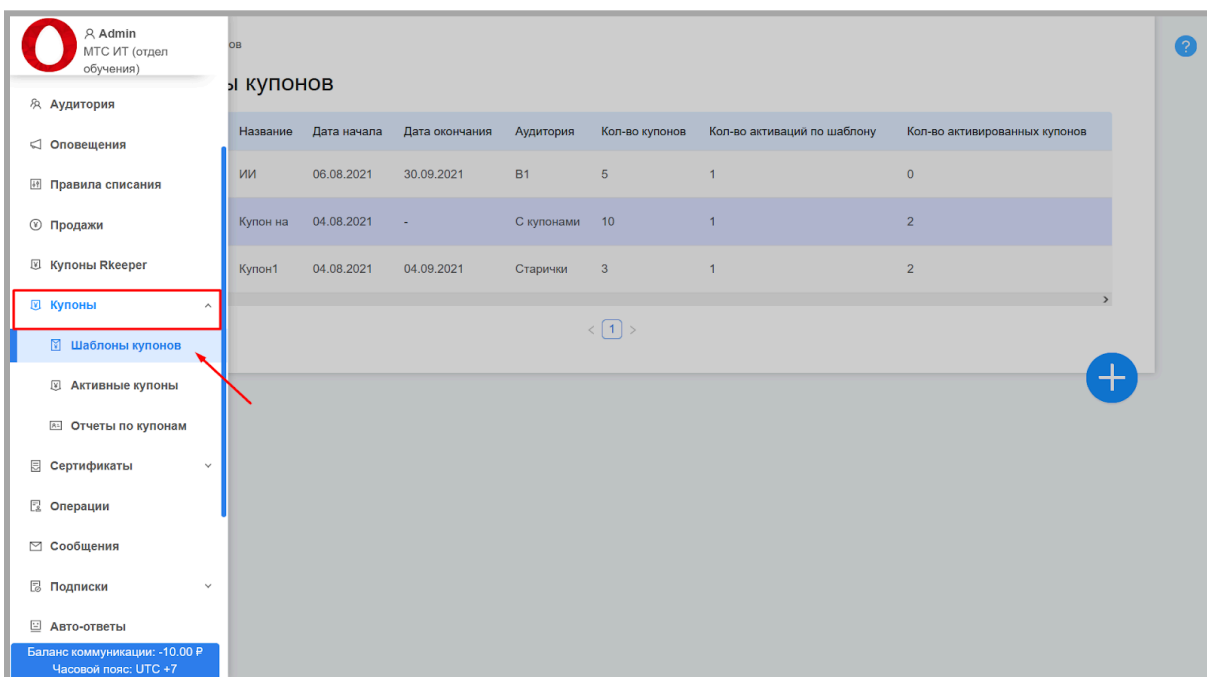 Admin
МТС ИТ (отдел
обучения)
Аудитория
Оповещения
Правила списания
Продажи
Купоны Rkeeper
Купоны
Шаблоны купонов
Активные купоны
Отчеты по купонам
Сертификаты
Операции
Сообщения
Подписки
Авто-ответы
Баланс коммуникации: -10.00 ₽
Часовой пояс: UTC +7
ов
ы купонов
Название Дата начала Дата окончания Аудитория Кол-во купонов Кол-во активаций по шаблону Кол-во активированных купонов
ИИ 06.08.2021 30.09.2021 В1 5 1 0
Купон на 04.08.2021 - С купонами 10 1 2
Купон1 04.08.2021 04.09.2021 Старички 3 1 2
< 1 >
+
?